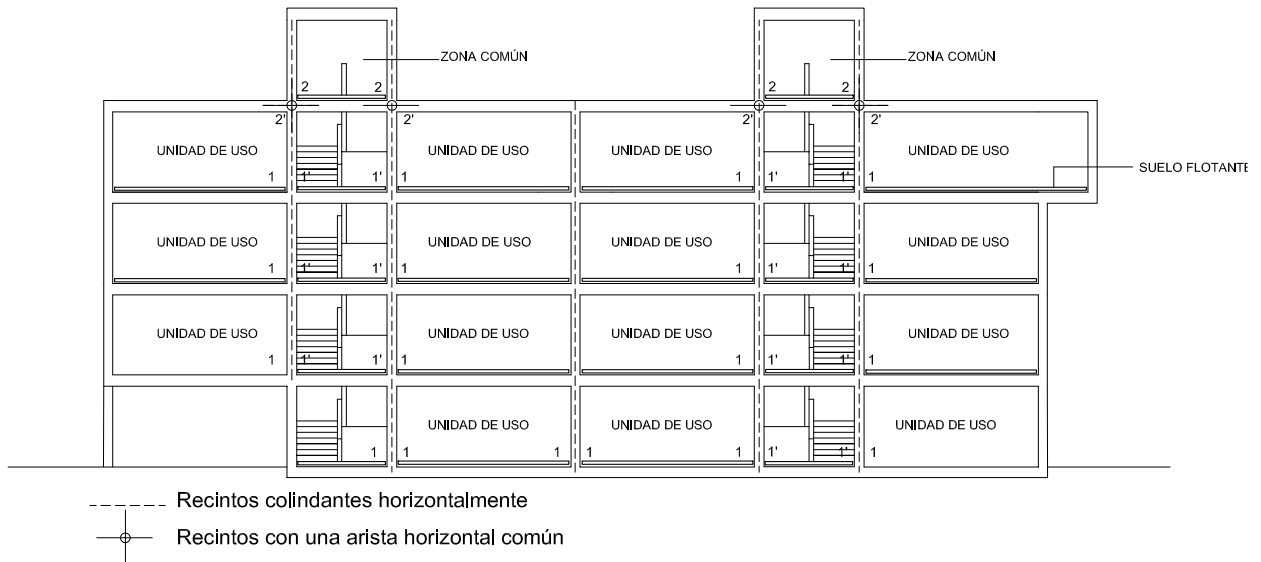 ZONA COMÚN ZONA COMÚN
2 2 2 2
2' 2' 2' 2'
UNIDAD DE USO UNIDAD DE USO UNIDAD DE USO UNIDAD DE USO
SUELO FLOTANTE
1 1' 1' 1 1 1' 1' 1
UNIDAD DE USO UNIDAD DE USO UNIDAD DE USO UNIDAD DE USO
1 1' 1' 1 1 1' 1' 1
UNIDAD DE USO UNIDAD DE USO UNIDAD DE USO UNIDAD DE USO
1 1' 1' 1 1 1' 1' 1
UNIDAD DE USO UNIDAD DE USO UNIDAD DE USO
1 1 1 1 1 1' 1' 1
Recintos colindantes horizontalmente
Recintos con una arista horizontal común